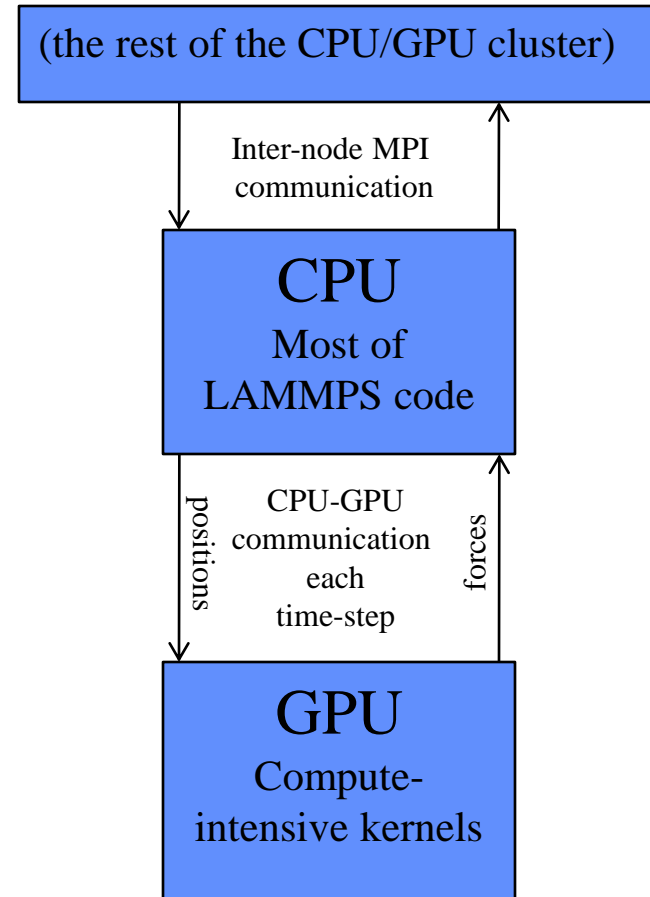 (the rest of the CPU/GPU cluster)
Inter-node MPI
communication
CPU
Most of
LAMMPS code
positions
CPU-GPU
communication
each
time-step
forces
GPU
Compute-
intensive kernels